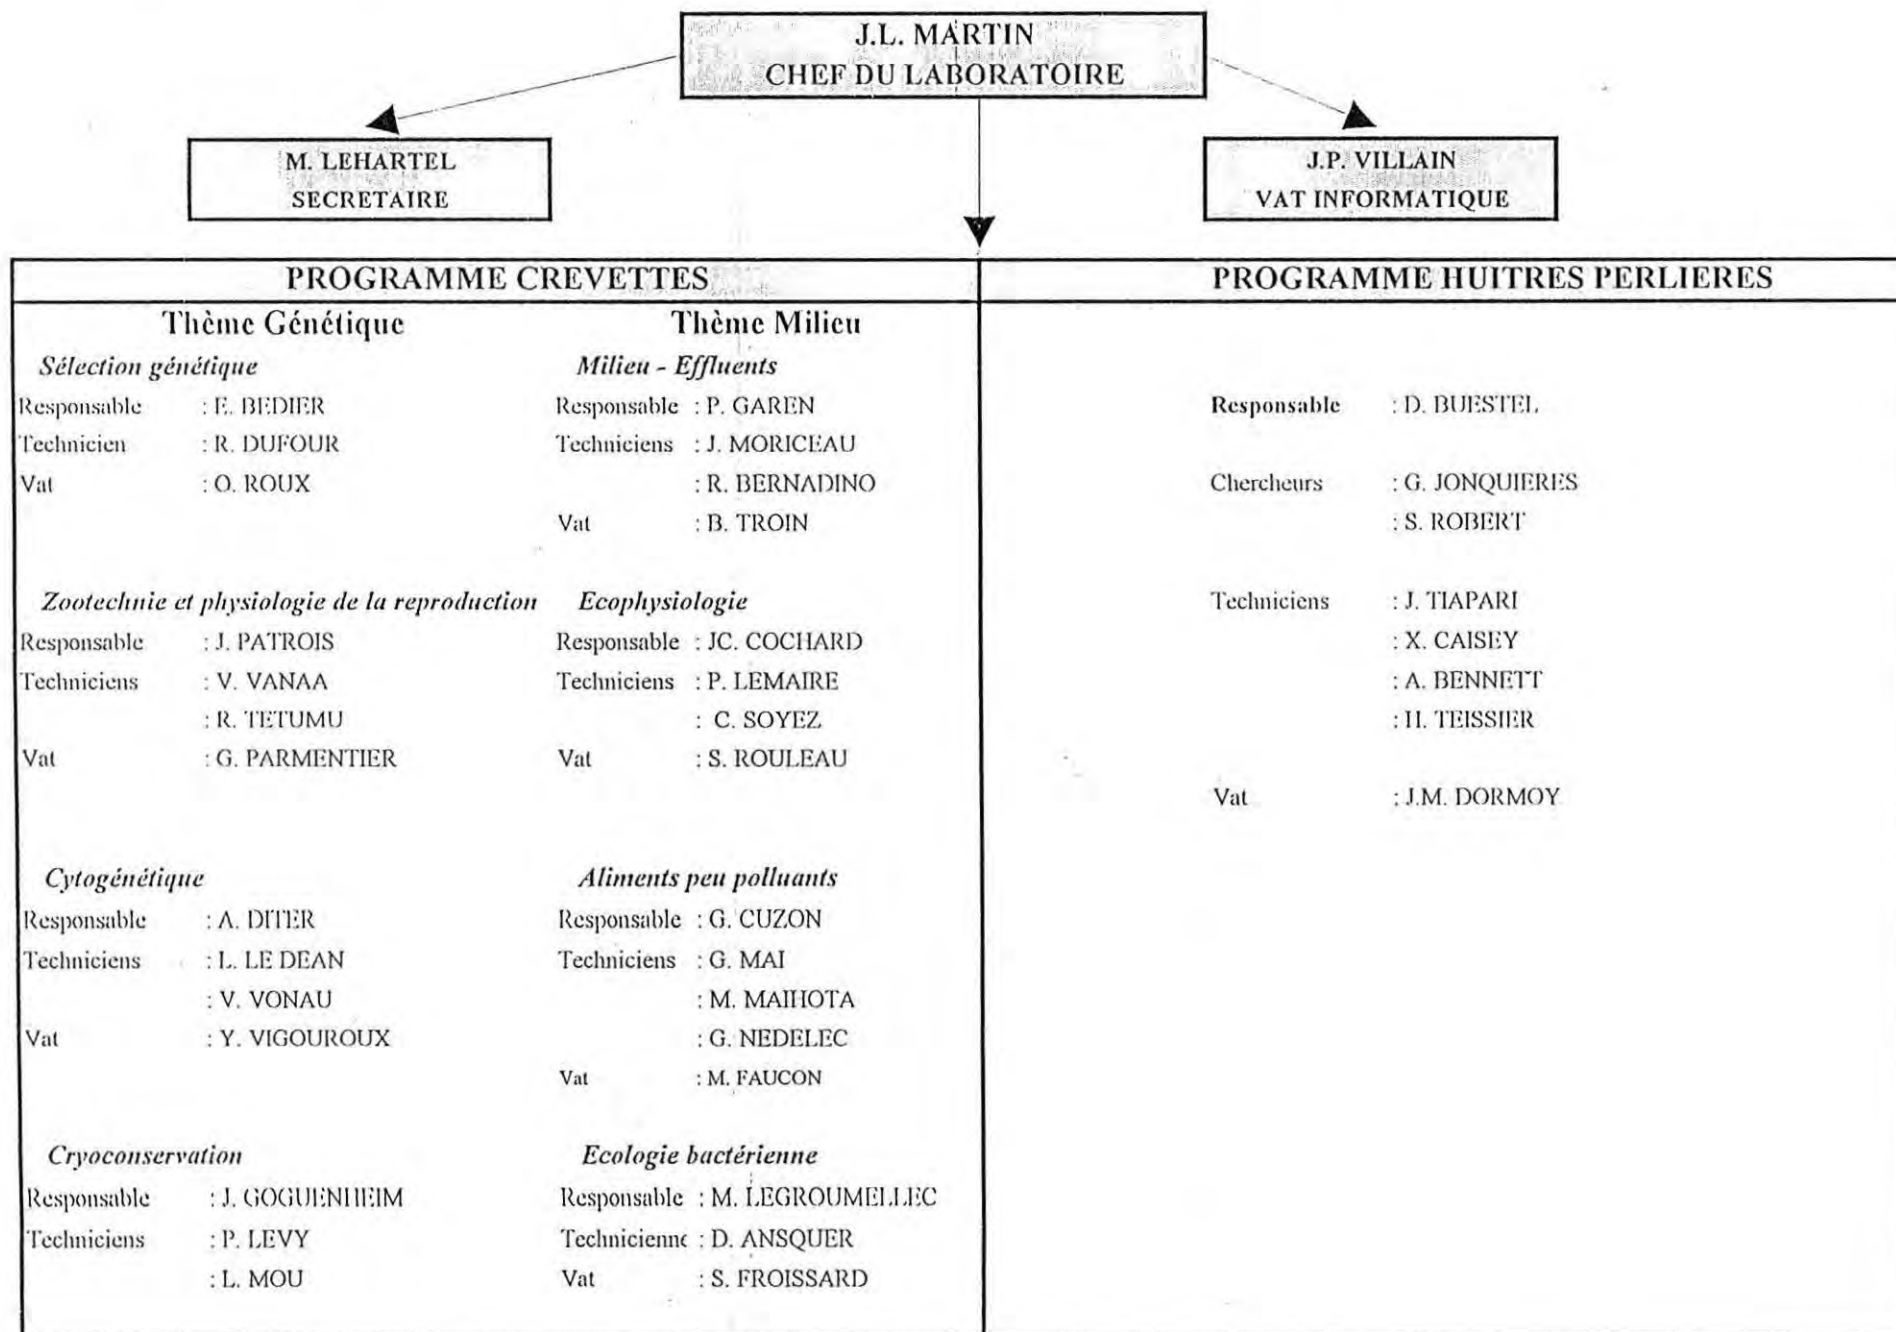 J.L. MARTIN
CHEF DU LABORATOIRE
M. LEHARTEL
SECRETAIRE
J.P. VILLAIN
VAT INFORMATIQUE
PROGRAMME CREVETTES
Thème Génétique
Sélection génétique
Responsable : E. BEDIER
Technicien : R. DUFOUR
Vat : O. ROUX
Zootechnie et physiologie de la reproduction
Responsable : J. PATROIS
Techniciens : V. VANAA
: R. TETUMU
Vat : G. PARMENTIER
Cytogénétique
Responsable : A. DITER
Techniciens : L. LE DEAN
: V. VONAU
Vat : Y. VIGOUROUX
Cryoconservation
Responsable : J. GOGUENHEIM
Techniciens : P. LEVY
: L. MOU
Thème Milieu
Milieu - Effluents
Responsable : P. GAREN
Techniciens : J. MORICEAU
: R. BERNADINO
Vat : B. TROIN
Ecophysiologie
Responsable : JC. COCHARD
Techniciens : P. LEMAIRE
: C. SOYEZ
Vat : S. ROULEAU
Aliments peu polluants
Responsable : G. CUZON
Techniciens : G. MAI
: M. MAIHOTA
: G. NEDELEC
Vat : M. FAUCON
Ecologie bactérienne
Responsable : M. LEGROUMELLEC
Technicienne : D. ANSQUER
Vat : S. FROISSARD
PROGRAMME HUITRES PERLIERES
Responsable : D. BUESTEL
Chercheurs : G. JONQUIERES
: S. ROBERT
Techniciens : J. TIAPARI
: X. CAISEY
: A. BENNETT
: H. TEISSIER
Vat : J.M. DORMOY